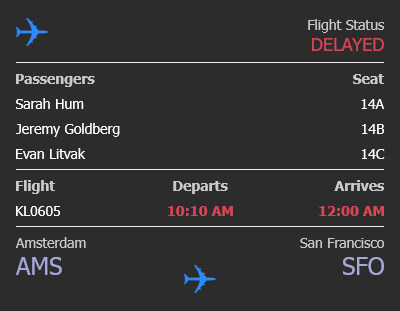 Flight Status
DELAYED
Passengers Seat
Sarah Hum 14A
Jeremy Goldberg 14B
Evan Litvak 14C
Flight Departs Arrives
KL0605 10:10 AM 12:00 AM
Amsterdam San Francisco
AMS SFO